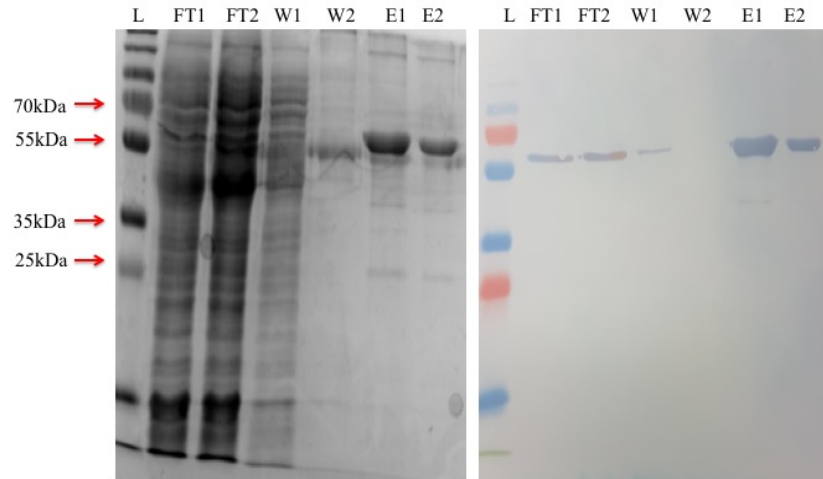 L FT1 FT2 W1 W2 E1 E2 L FT1 FT2 W1 W2 E1 E2
70kDa
55kDa
35kDa
25kDa